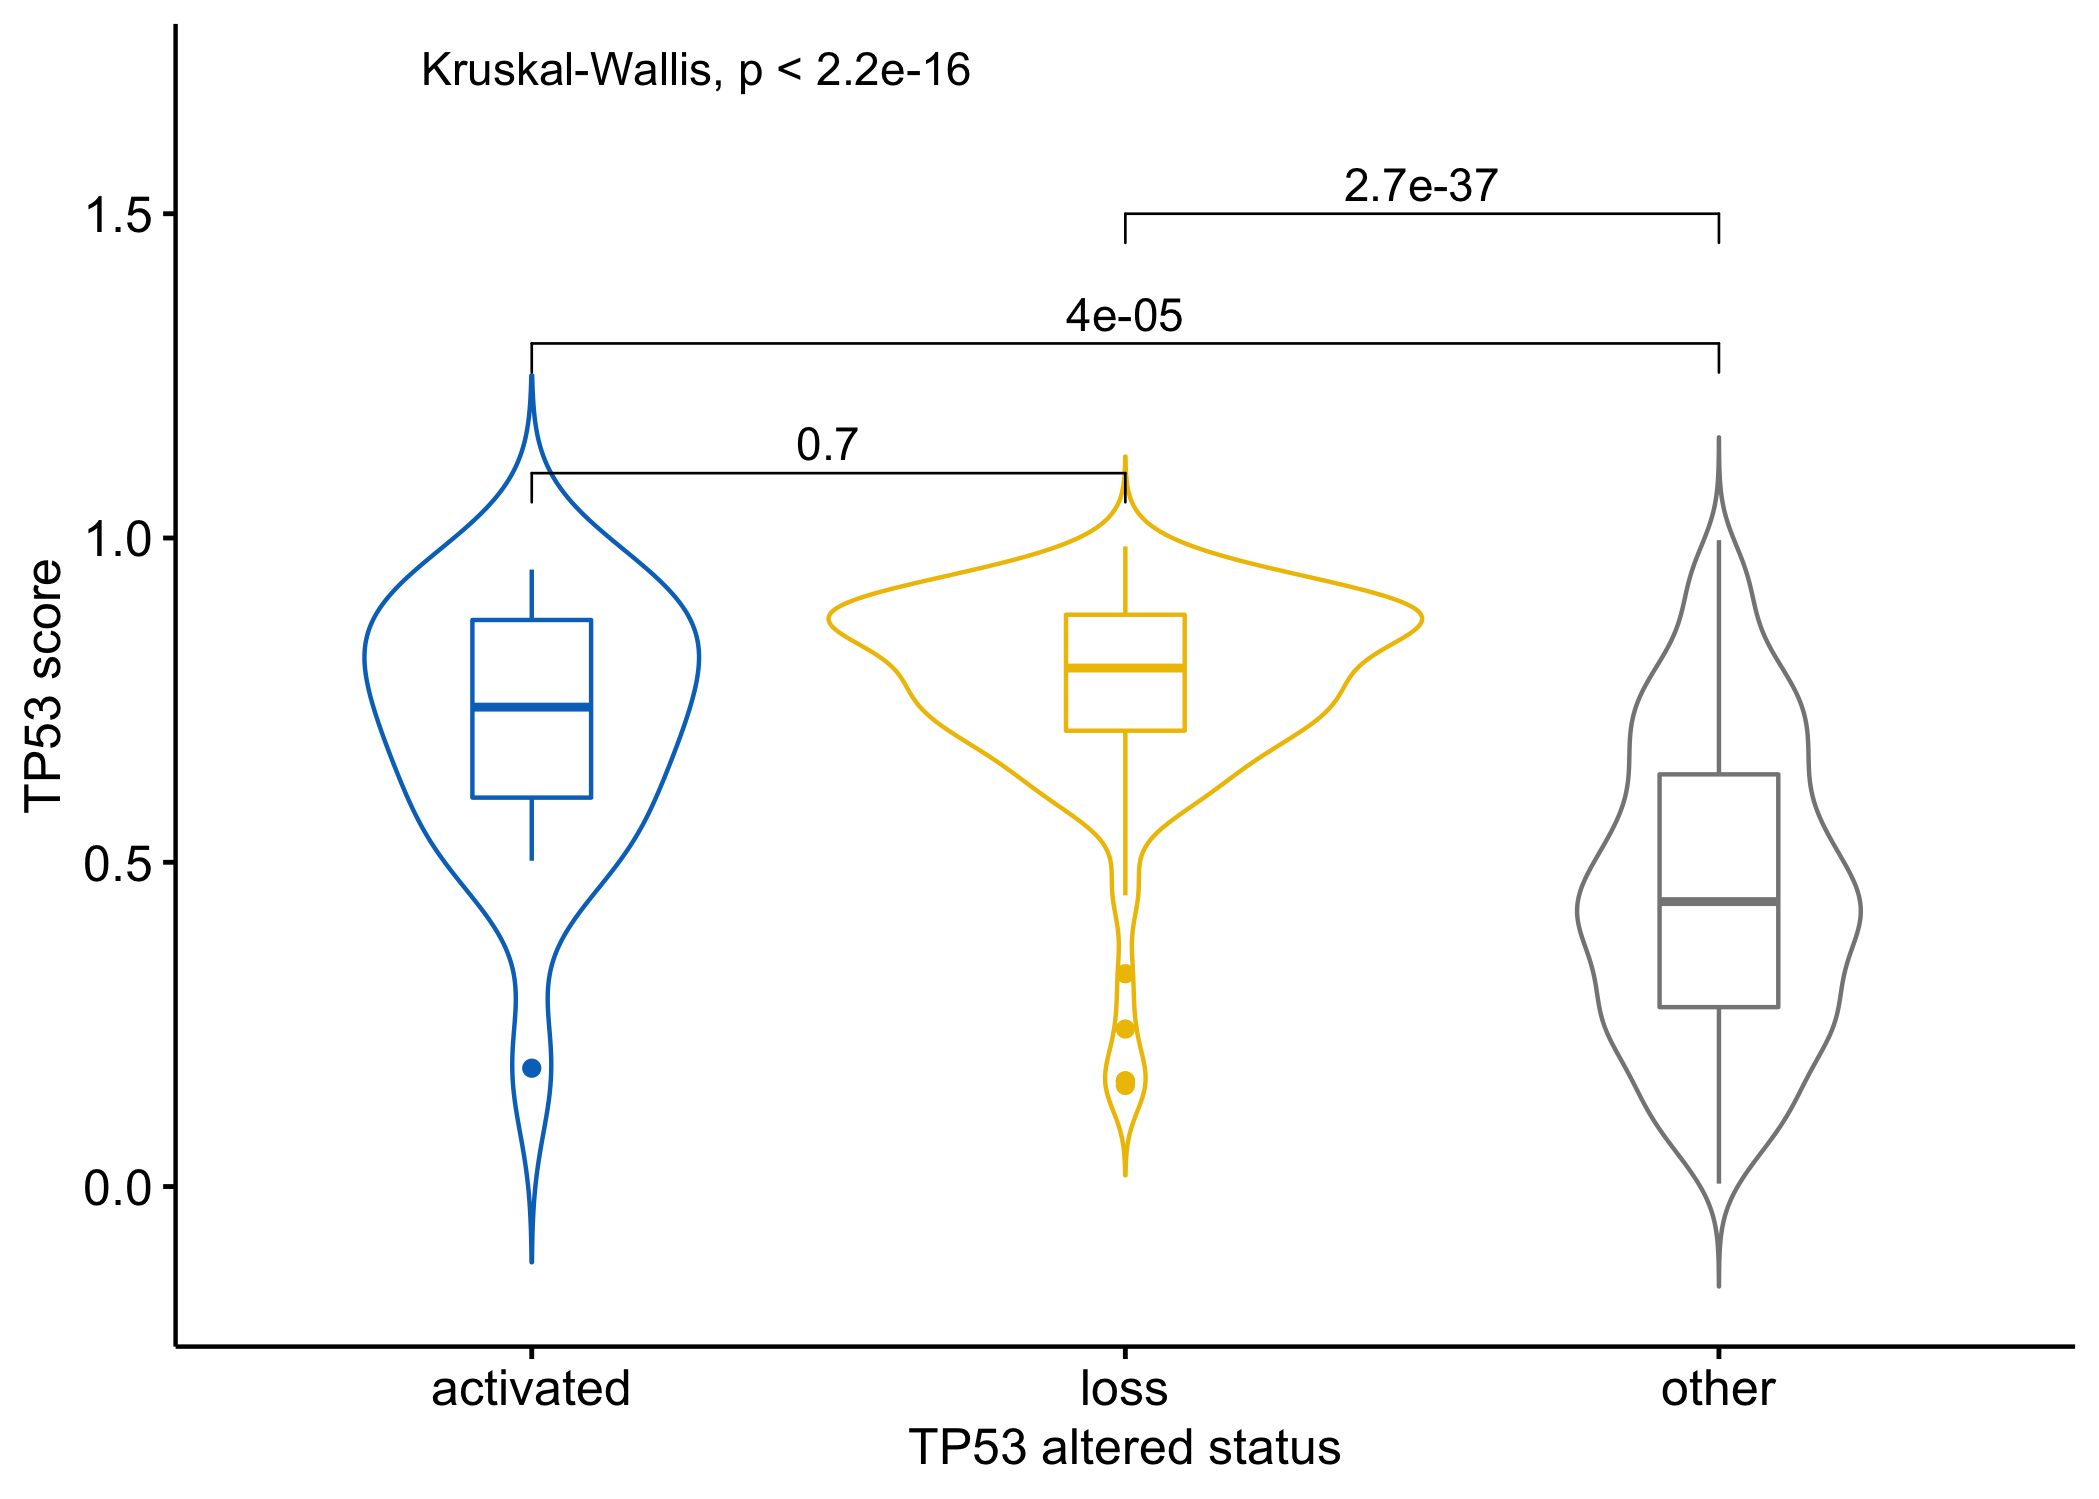 Kruskal-Wallis, p < 2.2e-16
2.7e-37
4e-05
0.7
1.5
1.0
0.5
0.0
TP53 score
activated
loss
other
TP53 altered status